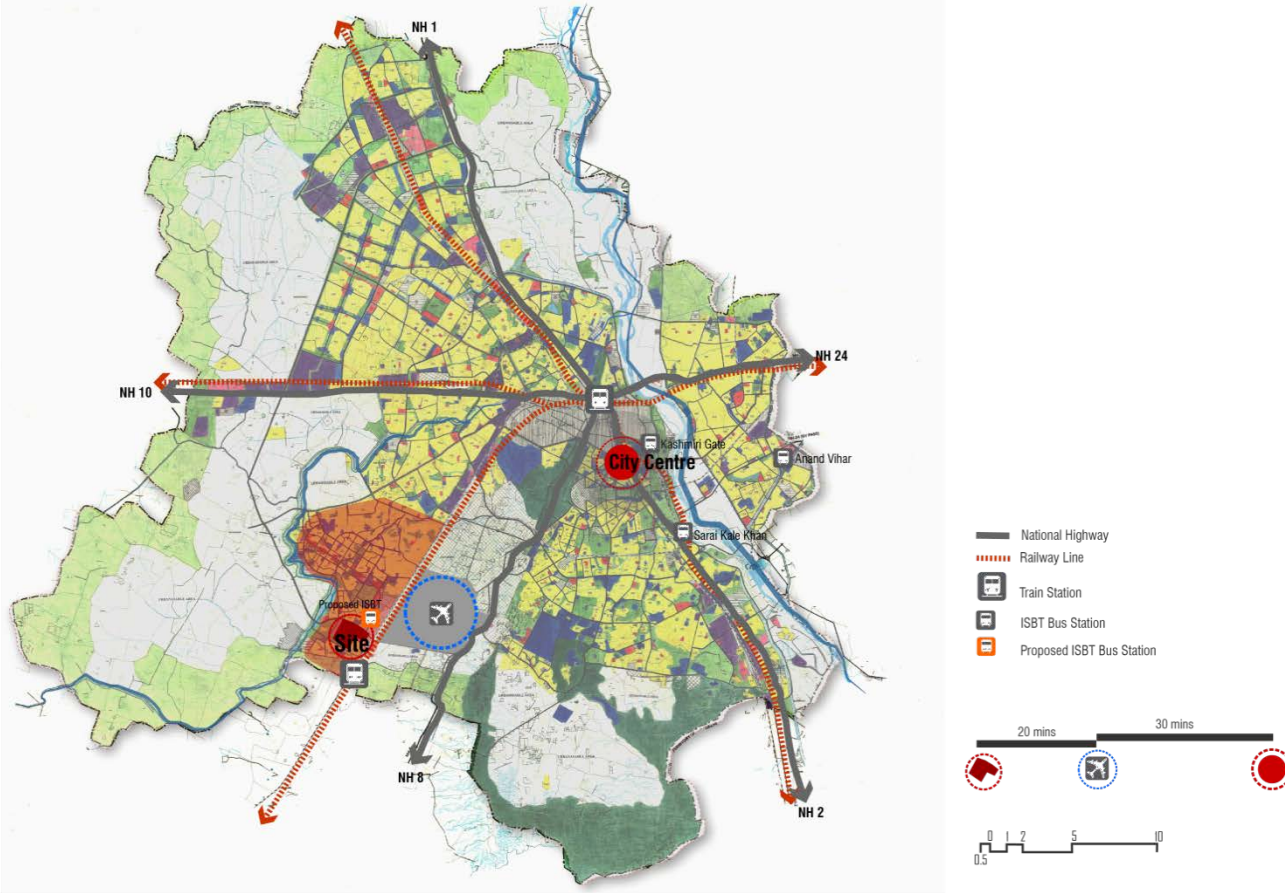 NH 1
NH 24
NH 10
Kashmiri Gate
City Centre
Anand Vihar
Sarai Kale Khan
Proposed ISBT
Site
NH 8
NH 2
National Highway
Railway Line
Train Station
ISBT Bus Station
Proposed ISBT Bus Station
20 mins
30 mins
0 1 2 5 10
0.5